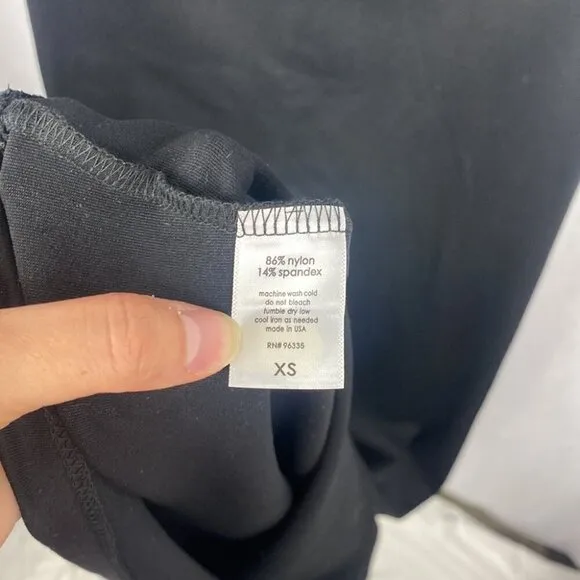 86% nylon
14% spandex
machine wash cold
do not bleach
tumble dry low
cool iron as needed
made in USA
RN# 96335
XS